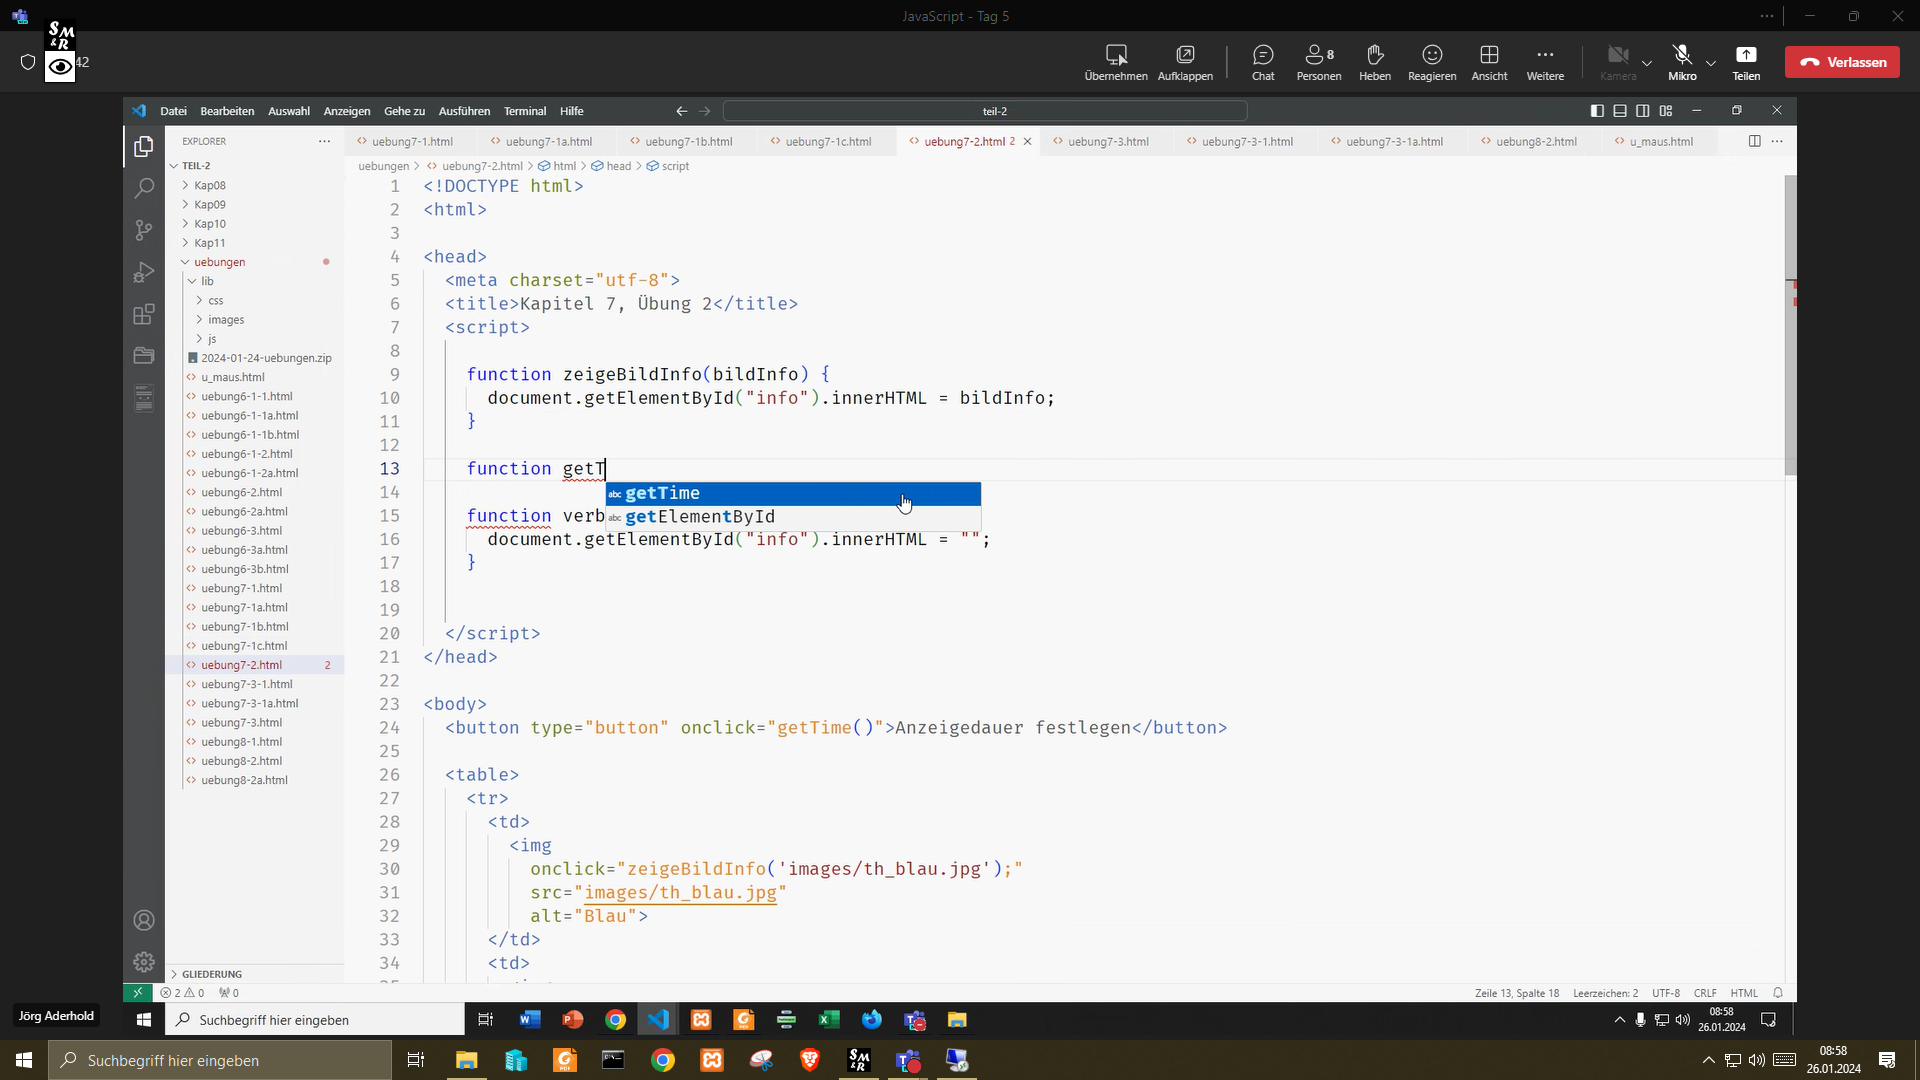 JavaScript - Tag 5
S
M
&R
42
Übernehmen
Aufklappen
Chat
8
Personen
Heben
Reagieren
Ansicht
Weitere
Kamera
Mikro
Teilen
Verlassen
Datei Bearbeiten Auswahl Anzeigen Gehe zu Ausführen Terminal Hilfe
teil-2
EXPLORER
uebung7-1.html
uebung7-1a.html
uebung7-1b.html
uebung7-1c.html
uebung7-2.html 2
uebung7-3.html
uebung7-3-1.html
uebung7-3-1a.html
uebung8-2.html
u_maus.html
uebungen > uebung7-2.html > html > head > script
TEIL-2
Kap08
Kap09
Kap10
Kap11
uebungen
lib
css
images
js
2024-01-24-uebungen.zip
u_maus.html
uebung6-1-1.html
uebung6-1-1a.html
uebung6-1-1b.html
uebung6-1-2.html
uebung6-1-2a.html
uebung6-2.html
uebung6-2a.html
uebung6-3.html
uebung6-3a.html
uebung6-3b.html
uebung7-1.html
uebung7-1a.html
uebung7-1b.html
uebung7-1c.html
uebung7-2.html 2
uebung7-3-1.html
uebung7-3-1a.html
uebung7-3.html
uebung8-1.html
uebung8-2.html
uebung8-2a.html
GLIEDERUNG
1 <!DOCTYPE html>
2 <html>
3
4 <head>
5 <meta charset="utf-8">
6 <title>Kapitel 7, Übung 2</title>
7 <script>
8
9 function zeigeBildInfo(bildInfo) {
10 document.getElementById("info").innerHTML = bildInfo;
11 }
12
13 function getT
14
getTime
15 function verb
getElementById
16 document.getElementById("info").innerHTML = "";
17 }
18
19
20 </script>
21 </head>
22
23 <body>
24 <button type="button" onclick="getTime()">Anzeigedauer festlegen</button>
25
26 <table>
27 <tr>
28 <td>
29 <img
30 onclick="zeigeBildInfo('images/th_blau.jpg');"
31 src="images/th_blau.jpg"
32 alt="Blau">
33 </td>
34 <td>
2 0 0
Zeile 13, Spalte 18 Leerzeichen: 2 UTF-8 CRLF HTML
Jörg Aderhold
Suchbegriff hier eingeben
08:58
26.01.2024
Suchbegriff hier eingeben
08:58
26.01.2024